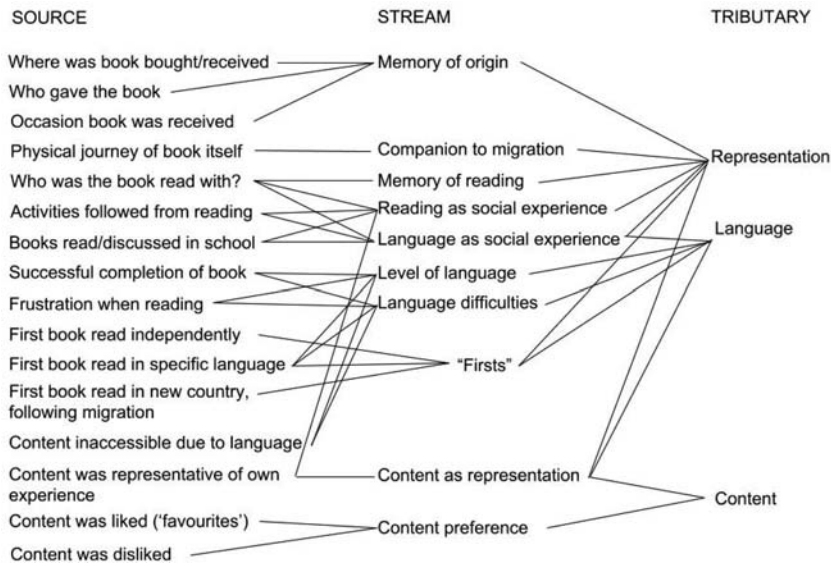 SOURCE STREAM TRIBUTARY
Where was book bought/received Memory of origin
Who gave the book
Occasion book was received
Physical journey of book itself Companion to migration Representation
Who was the book read with? Memory of reading
Activities followed from reading Reading as social experience
Books read/discussed in school Language as social experience Language
Successful completion of book Level of language
Frustration when reading Language difficulties
First book read independently
First book read in specific language “Firsts”
First book read in new country,
following migration
Content inaccessible due to language
Content was representative of own Content as representation
experience Content
Content was liked (‘favourites’) Content preference
Content was disliked